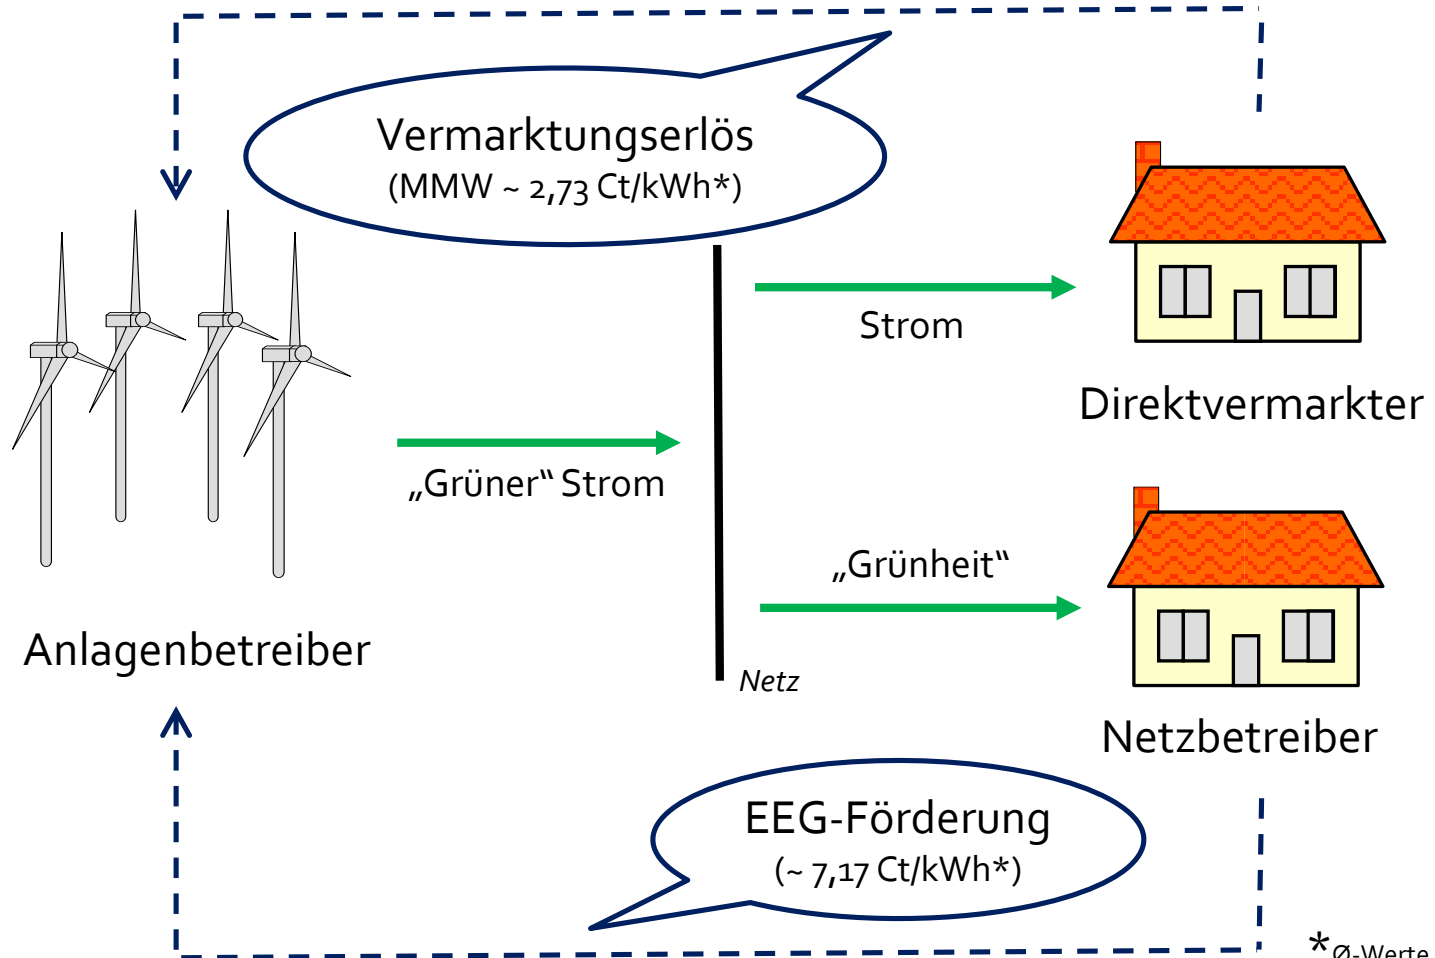 Vermarktungserlös
(MMW ~ 2,73 Ct/kWh*)
Strom
Direktvermarkter
„Grüner“ Strom
„Grünheit“
Anlagenbetreiber
Netz
Netzbetreiber
EEG-Förderung
(~ 7,17 Ct/kWh*)
*Ø-Werte